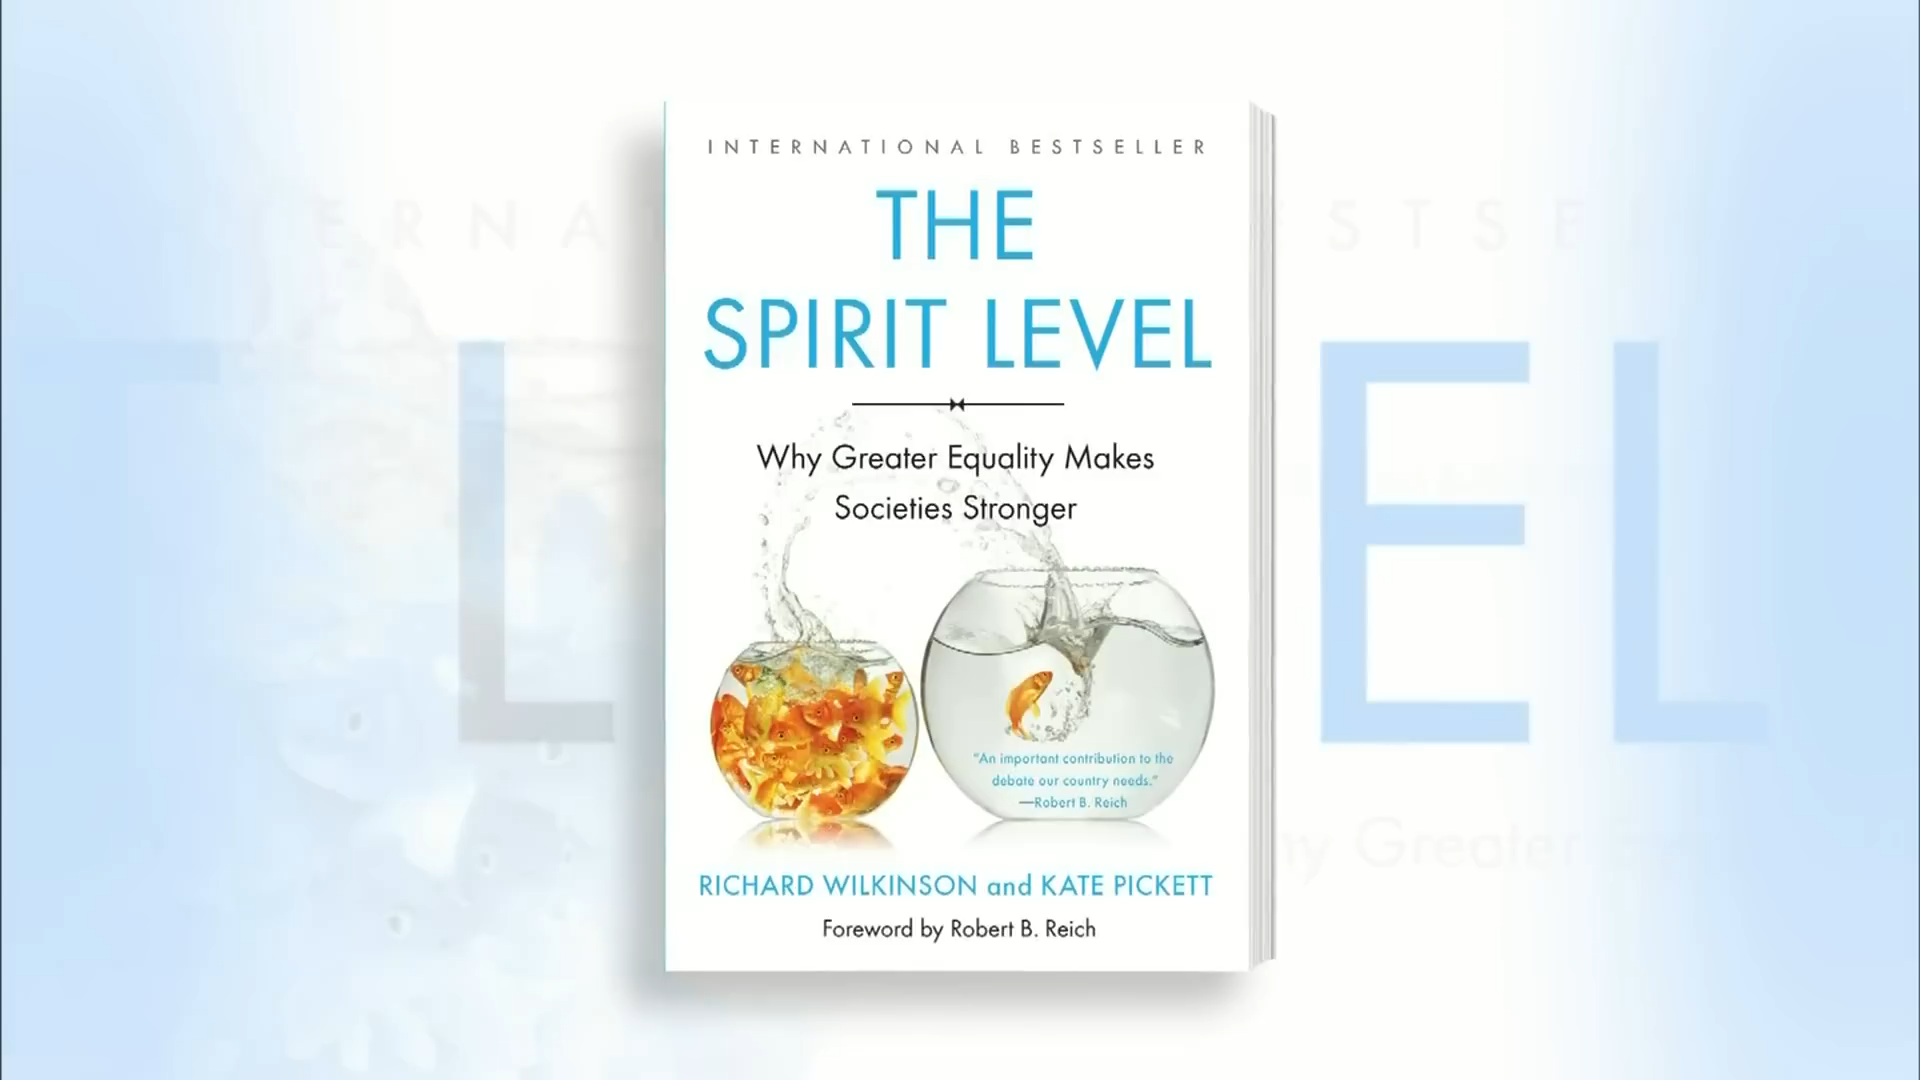 INTERNATIONAL BESTSELLER
THE
SPIRIT LEVEL
Why Greater Equality Makes
Societies Stronger
"An important contribution to the
debate our country needs."
—Robert B. Reich
RICHARD WILKINSON and KATE PICKETT
Foreword by Robert B. Reich